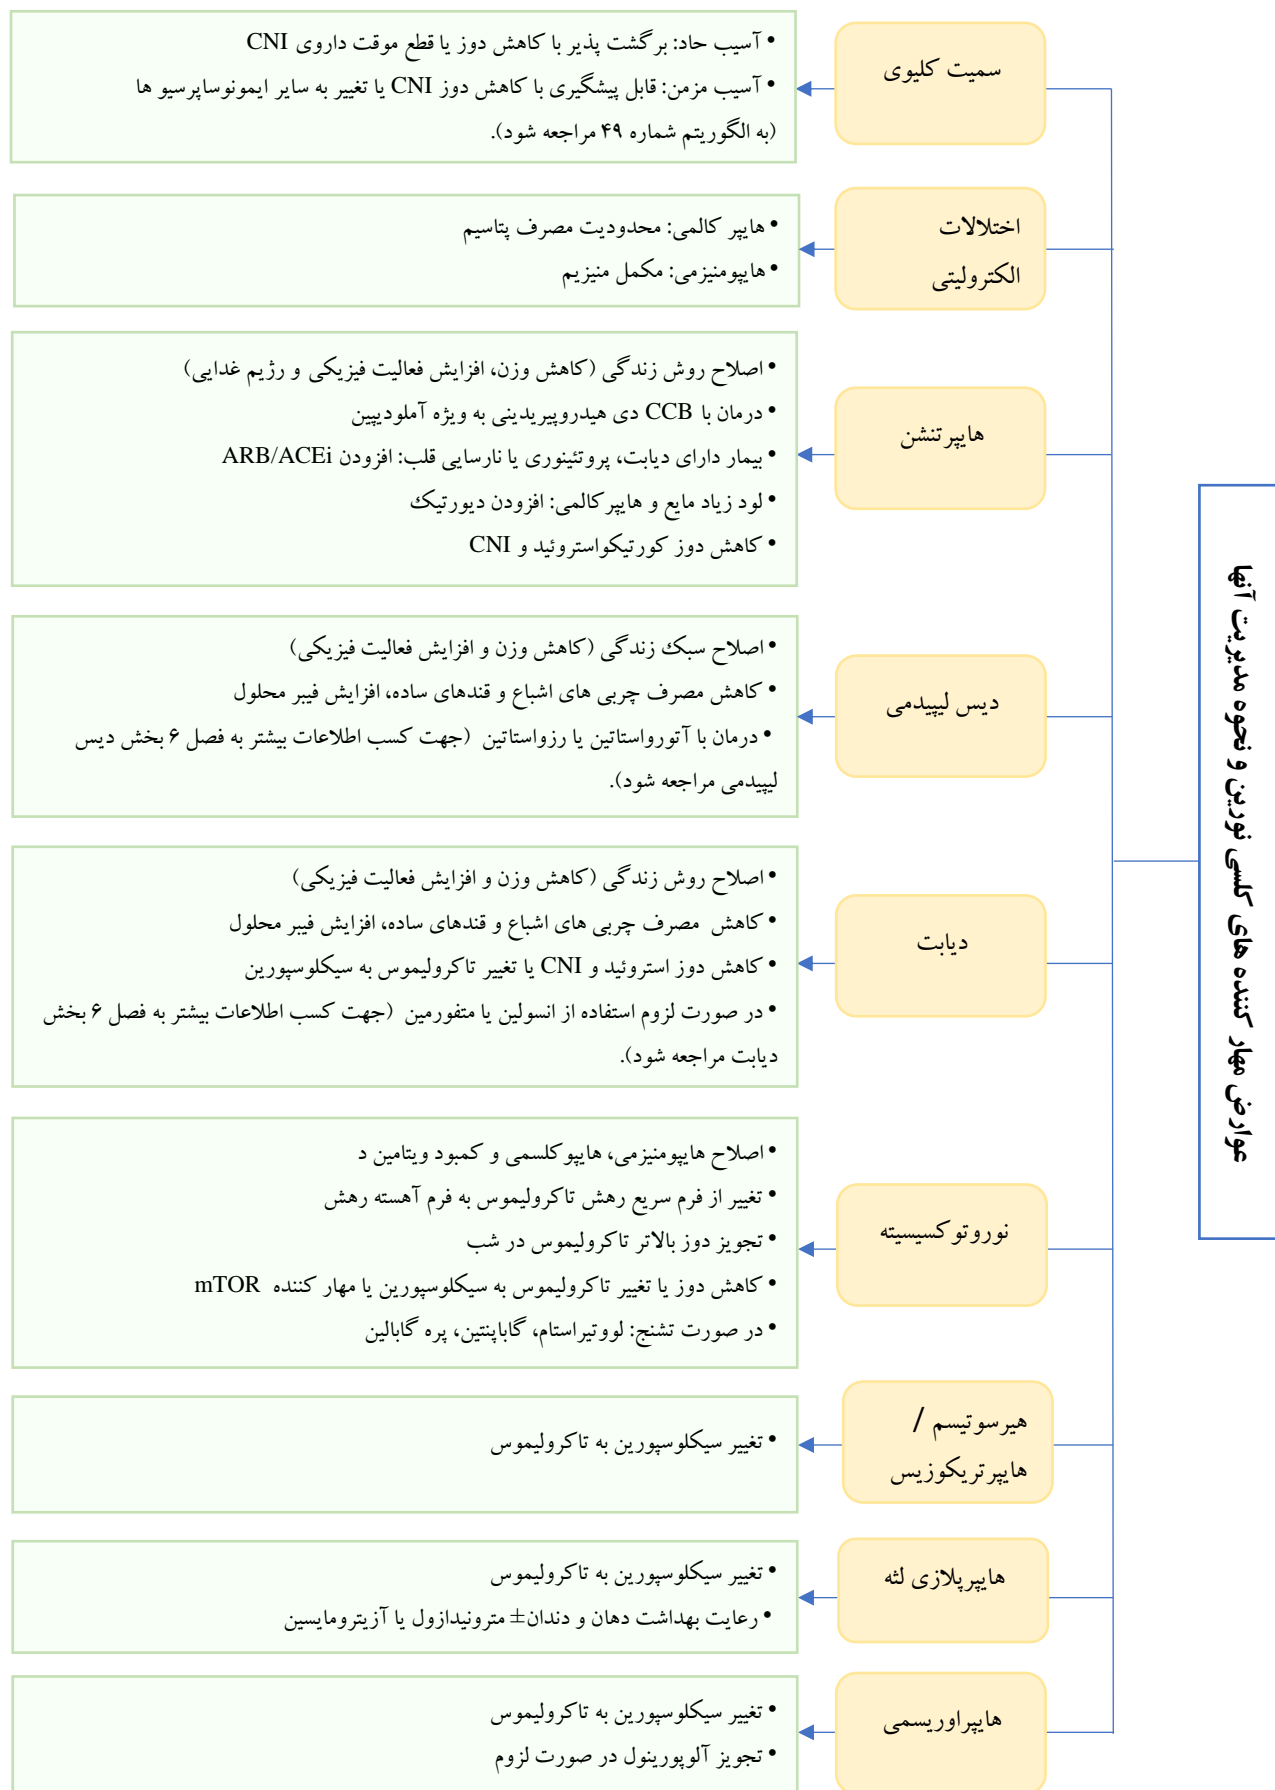 عوارض مهار کننده های کلسی نورین و نحوه مدیریت آنها
سمیت کلیوی
• آسیب حاد: برگشت پذیر با کاهش دوز یا قطع موقت داروی CNI
• آسیب مزمن: قابل پیشگیری با کاهش دوز CNI یا تغییر به سایر ایمونوساپرسیو ها
(به الگوریتم شماره ۴۹ مراجعه شود).
اختلالات
الکترولیتی
• هایپر کالمی: محدودیت مصرف پتاسیم
• هایپومنیزمی: مکمل منیزیم
هایپرتنشن
• اصلاح روش زندگی (کاهش وزن، افزایش فعالیت فیزیکی و رژیم غذایی)
• درمان با CCB دی هیدروپیریدینی به ویژه آملودیپین
• بیمار دارای دیابت، پروتئینوری یا نارسایی قلب: افزودن ARB/ACEi
• لود زیاد مایع و هایپرکالمی: افزودن دیورتیک
• کاهش دوز کورتیکواستروئید و CNI
دیس لیپیدمی
• اصلاح سبک زندگی (کاهش وزن و افزایش فعالیت فیزیکی)
• کاهش مصرف چربی های اشباع و قندهای ساده، افزایش فیبر محلول
• درمان با آتورواستاتین یا رزواستاتین (جهت کسب اطلاعات بیشتر به فصل ۶ بخش دیس
لیپیدمی مراجعه شود).
دیابت
• اصلاح روش زندگی (کاهش وزن و افزایش فعالیت فیزیکی)
• کاهش مصرف چربی های اشباع و قندهای ساده، افزایش فیبر محلول
• کاهش دوز استروئید و CNI یا تغییر تاکرولیموس به سیکلوسپورین
• در صورت لزوم استفاده از انسولین یا متفورمین (جهت کسب اطلاعات بیشتر به فصل ۶ بخش
دیابت مراجعه شود).
نوروتوکسیسیته
• اصلاح هایپومنیزمی، هایپوکلسمی و کمبود ویتامین د
• تغییر از فرم سریع رهش تاکرولیموس به فرم آهسته رهش
• تجویز دوز بالاتر تاکرولیموس در شب
• کاهش دوز یا تغییر تاکرولیموس به سیکلوسپورین یا مهار کننده mTOR
• در صورت تشنج: لووتیراستام، گاباپنتین، پره گابالین
هیرسوتیسم /
هایپرتریکوزیس
• تغییر سیکلوسپورین به تاکرولیموس
هایپرپلازی لثه
• تغییر سیکلوسپورین به تاکرولیموس
• رعایت بهداشت دهان و دندان± مترونیدازول یا آزیترومایسین
هایپراوریسمی
• تغییر سیکلوسپورین به تاکرولیموس
• تجویز آلوپورینول در صورت لزوم